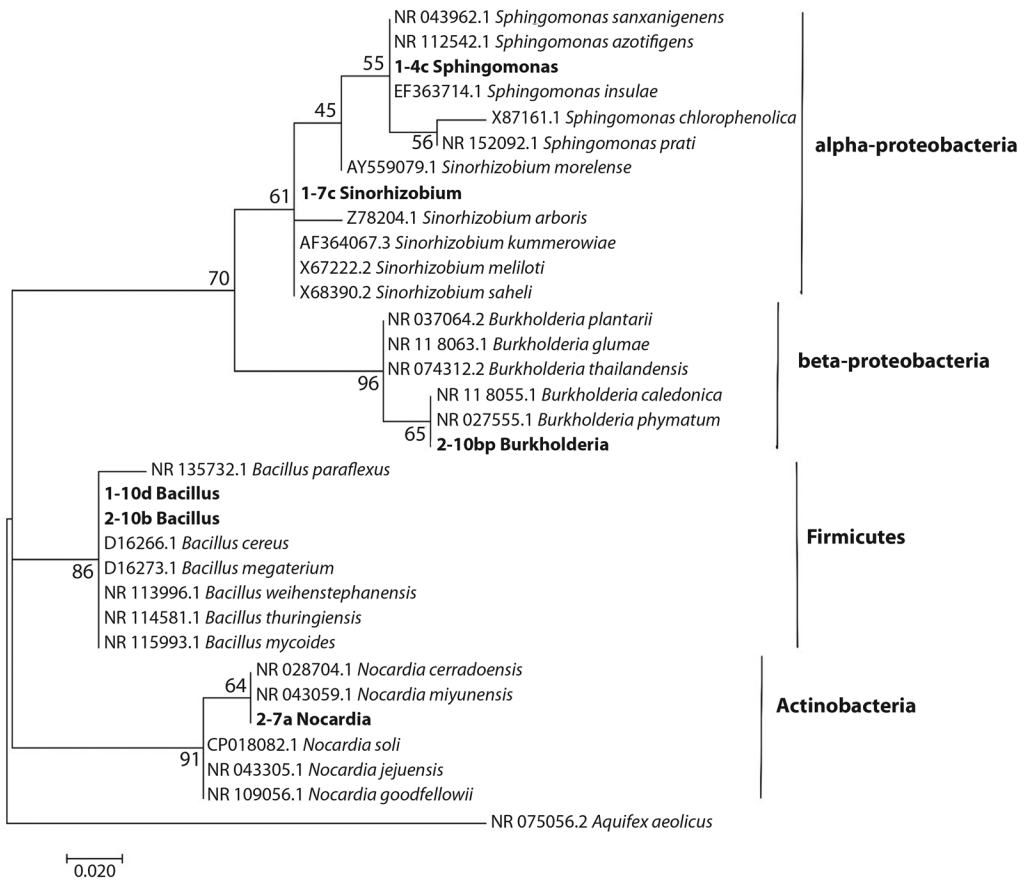 NR 043962.1 Sphingomonas sanxanigenens
NR 112542.1 Sphingomonas azotifigens
55
1-4c Sphingomonas
EF363714.1 Sphingomonas insulae
45
X87161.1 Sphingomonas chlorophenolica
56
NR 152092.1 Sphingomonas prati
alpha-proteobacteria
AY559079.1 Sinorhizobium morelense
61
1-7c Sinorhizobium
Z78204.1 Sinorhizobium arboris
AF364067.3 Sinorhizobium kummerowiae
X67222.2 Sinorhizobium meliloti
70
X68390.2 Sinorhizobium saheli
NR 037064.2 Burkholderia plantarii
NR 11 8063.1 Burkholderia glumae
beta-proteobacteria
NR 074312.2 Burkholderia thailandensis
96
NR 11 8055.1 Burkholderia caledonica
NR 027555.1 Burkholderia phymatum
65
2-10bp Burkholderia
NR 135732.1 Bacillus paraflexus
1-10d Bacillus
2-10b Bacillus
Firmicutes
D16266.1 Bacillus cereus
86
D16273.1 Bacillus megaterium
NR 113996.1 Bacillus weihenstephanensis
NR 114581.1 Bacillus thuringiensis
NR 115993.1 Bacillus mycoides
NR 028704.1 Nocardia cerradoensis
64
NR 043059.1 Nocardia miyunensis
Actinobacteria
2-7a Nocardia
CP018082.1 Nocardia soli
91
NR 043305.1 Nocardia jejuensis
NR 109056.1 Nocardia goodfellowii
NR 075056.2 Aquifex aeolicus
0.020